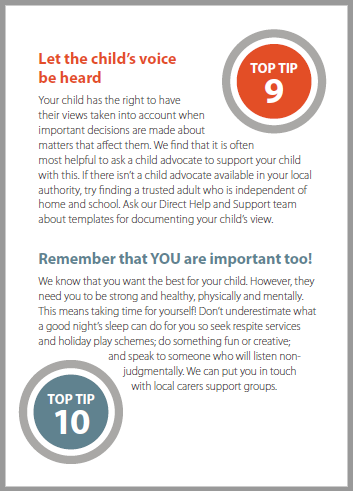 Let the child's voice
be heard
TOP TIP
9
Your child has the right to have
their views taken into account when
important decisions are made about
matters that affect them. We find that it is often
most helpful to ask a child advocate to support your child
with this. If there isn't a child advocate available in your local
authority, try finding a trusted adult who is independent of
home and school. Ask our Direct Help and Support team
about templates for documenting your child's view.
Remember that YOU are important too!
We know that you want the best for your child. However, they
need you to be strong and healthy, physically and mentally.
This means taking time for yourself! Don't underestimate what
a good night's sleep can do for you so seek respite services
and holiday play schemes; do something fun or creative;
and speak to someone who will listen non-
judgmentally. We can put you in touch
with local carers support groups.
TOP TIP
10